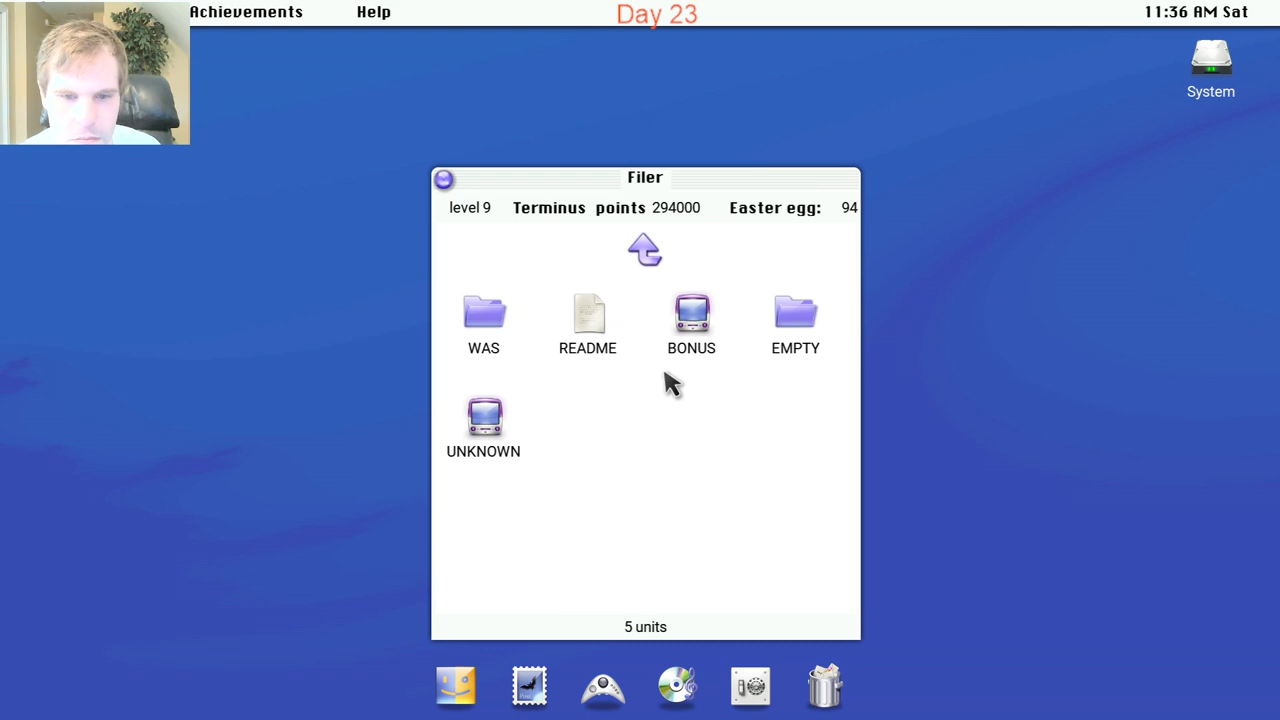 Achievements Help Day 23 11:36 AM Sat
System
Filer
level 9 Terminus points 294000 Easter egg: 94
WAS README BONUS EMPTY
UNKNOWN
5 units